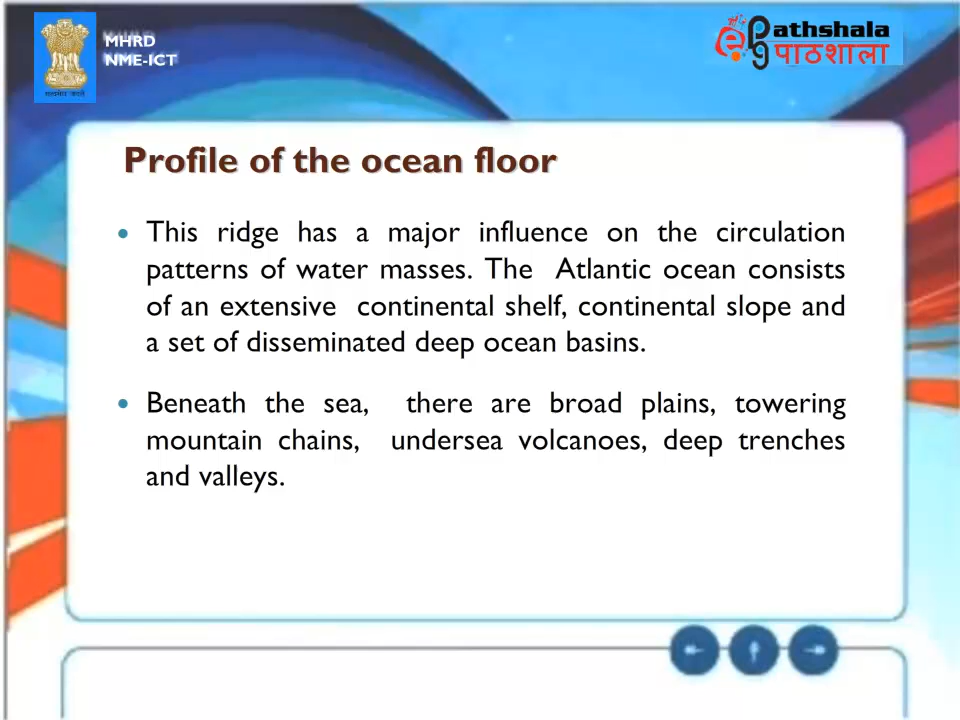 MHRD
NME-ICT
ePathshala
पाठशाला
Profile of the ocean floor
This ridge has a major influence on the circulation
patterns of water masses. The Atlantic ocean consists
of an extensive continental shelf, continental slope and
a set of disseminated deep ocean basins.
Beneath the sea, there are broad plains, towering
mountain chains, undersea volcanoes, deep trenches
and valleys.